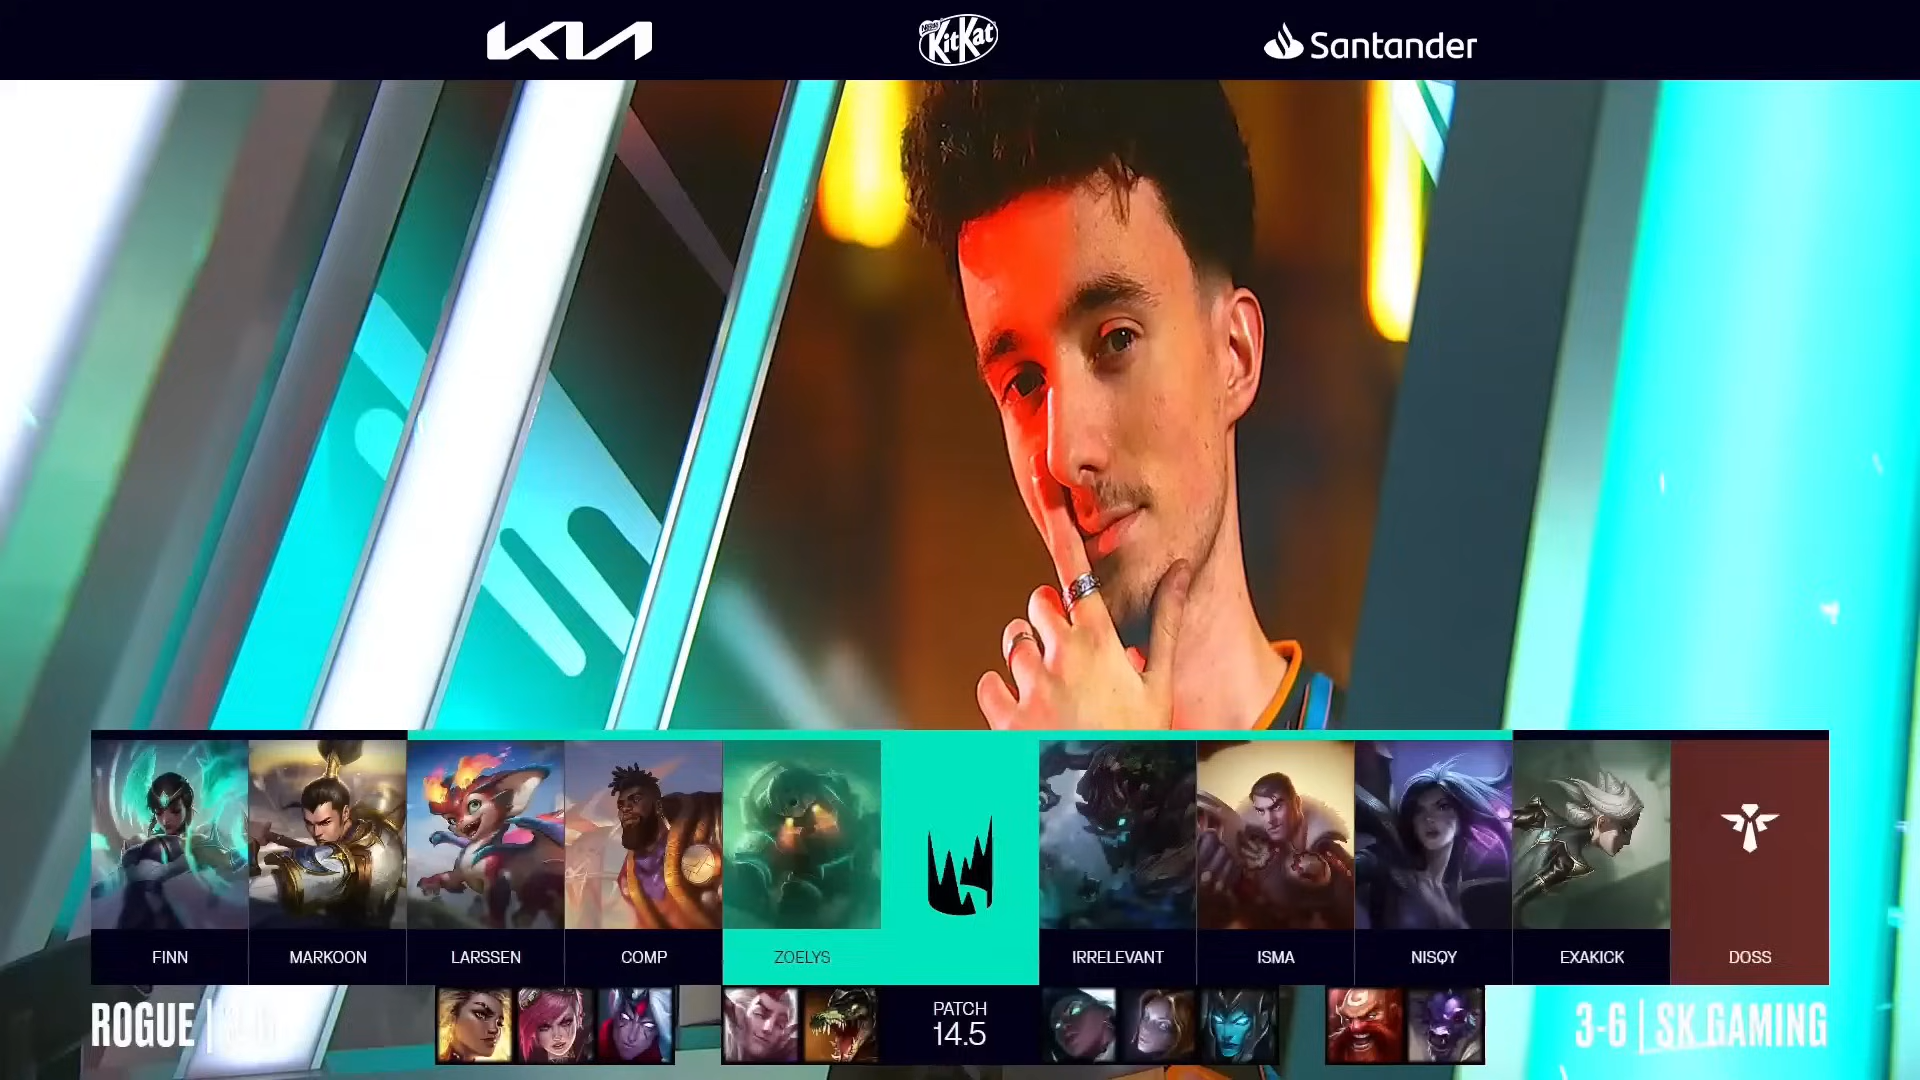 KIA
Nestlé KitKat
Santander
FINN
MARKOON
LARSSEN
COMP
ZOELYS
IRRELEVANT
ISMA
NISQY
EXAKICK
DOSS
ROGUE |
PATCH
14.5
3-6 | SK GAMING